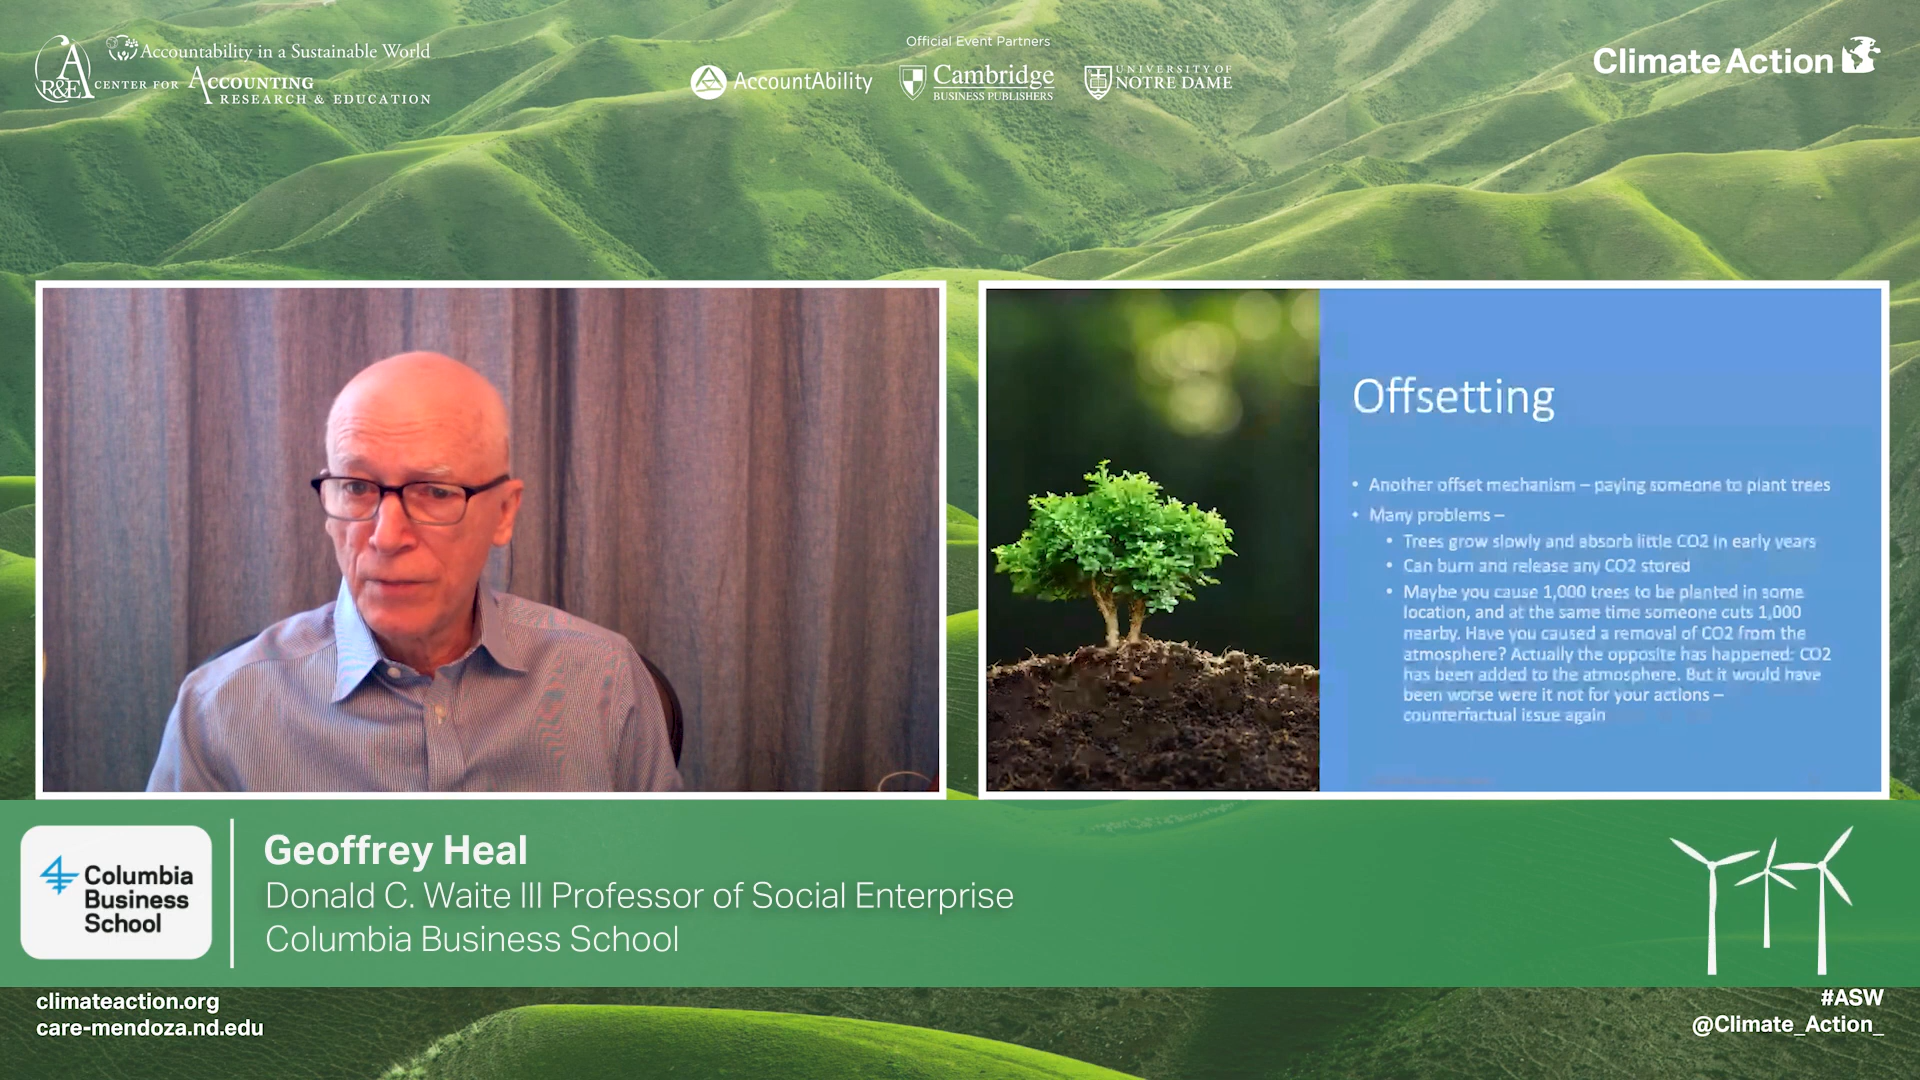 Accountability in a Sustainable World
R&E
CA
CENTER FOR ACCOUNTING
RESEARCH & EDUCATION
Official Event Partners
AccountAbility
Cambridge
BUSINESS PUBLISHERS
UNIVERSITY OF
NOTRE DAME
Climate Action
Offsetting
• Another offset mechanism – paying someone to plant trees
• Many problems –
• Trees grow slowly and absorb little CO2 in early years
• Can burn and release any CO2 stored
• Maybe you cause 1,000 trees to be planted in some
location, and at the same time someone cuts 1,000
nearby. Have you caused a removal of CO2 from the
atmosphere? Actually the opposite has happened: CO2
has been added to the atmosphere. But it would have
been worse were it not for your actions –
counterfactual issue again
Columbia
Business
School
Geoffrey Heal
Donald C. Waite III Professor of Social Enterprise
Columbia Business School
climateaction.org
care-mendoza.nd.edu
#ASW
@Climate_Action_